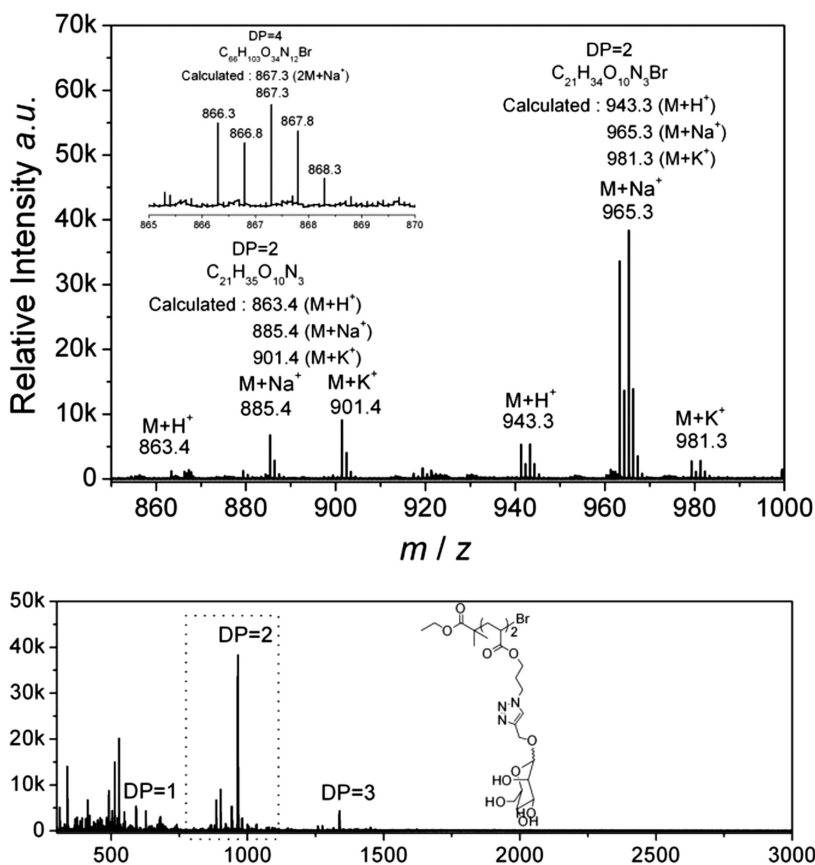 70k
60k
50k
40k
30k
20k
10k
0
Relative Intensity a.u.
DP=4
C66H103O34N12Br
Calculated : 867.3 (2M+Na+)
867.3
866.3
866.8
867.8
868.3
865 866 867 868 869 870
DP=2
C21H34O10N3Br
Calculated : 943.3 (M+H+)
965.3 (M+Na+)
981.3 (M+K+)
M+Na+
965.3
DP=2
C21H35O10N3
Calculated : 863.4 (M+H+)
885.4 (M+Na+)
901.4 (M+K+)
M+H+
863.4
M+Na+
885.4
M+K+
901.4
M+H+
943.3
M+K+
981.3
860 880 900 920 940 960 980 1000
m / z
50k
40k
30k
20k
10k
0
DP=1
DP=2
DP=3
O
O
2
Br
O
O
N
N
N
O
O
HO
HO
HO
OH
500 1000 1500 2000 2500 3000